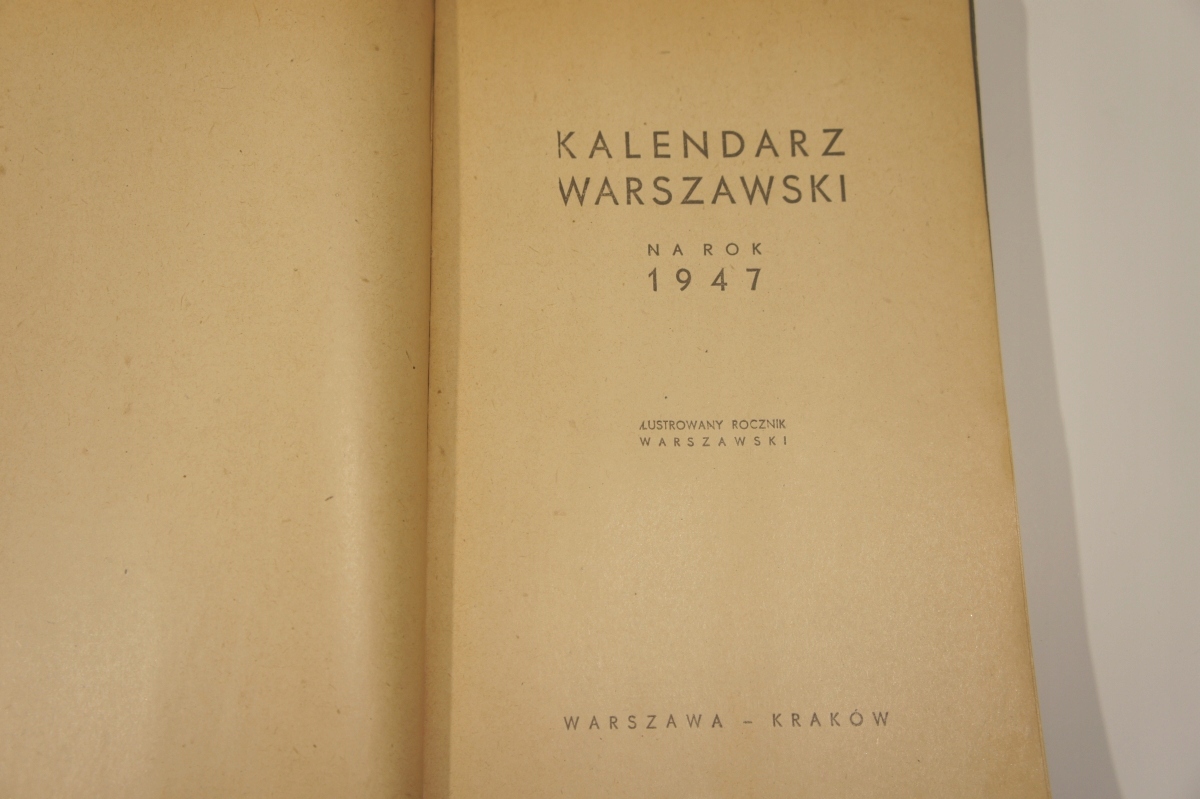 KALENDARZ
WARSZAWSKI
NA ROK
1947
ILUSTROWANY ROCZNIK
WARSZAWSKI
WARSZAWA – KRAKÓW